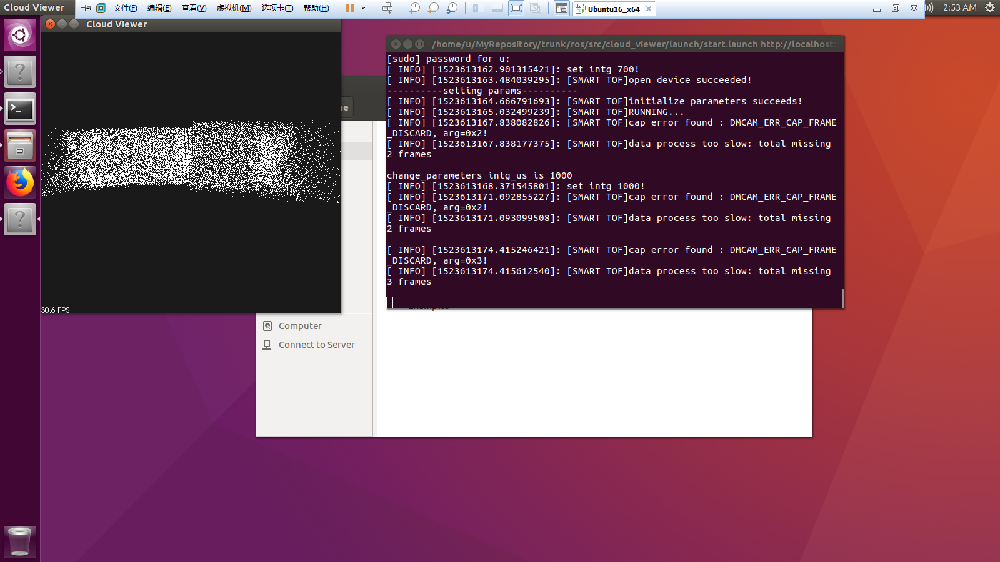 Cloud Viewer
文件(F) 编辑(E) 查看(V) 虚拟机(M) 选项卡(T) 帮助(H)
Ubuntu16_x64
2:53 AM
Cloud Viewer
30.6 FPS
/home/u/MyRepository/trunk/ros/src/cloud_viewer/launch/start.launch http://localhost:
[sudo] password for u:
[ INFO] [1523613162.901315421]: set intg 700!
[ INFO] [1523613163.484039295]: [SMART TOF]open device succeeded!
----------setting params----------
[ INFO] [1523613164.666791693]: [SMART TOF]initialize parameters succeeds!
[ INFO] [1523613165.032499239]: [SMART TOF]RUNNING...
[ INFO] [1523613167.838082826]: [SMART TOF]cap error found : DMCAM_ERR_CAP_FRAME
_DISCARD, arg=0x2!
[ INFO] [1523613167.838177375]: [SMART TOF]data process too slow: total missing
2 frames
change_parameters intg_us is 1000
[ INFO] [1523613168.371545801]: set intg 1000!
[ INFO] [1523613171.092855227]: [SMART TOF]cap error found : DMCAM_ERR_CAP_FRAME
_DISCARD, arg=0x2!
[ INFO] [1523613171.093099508]: [SMART TOF]data process too slow: total missing
2 frames
[ INFO] [1523613174.415246421]: [SMART TOF]cap error found : DMCAM_ERR_CAP_FRAME
_DISCARD, arg=0x3!
[ INFO] [1523613174.415612540]: [SMART TOF]data process too slow: total missing
3 frames
Computer
Connect to Server